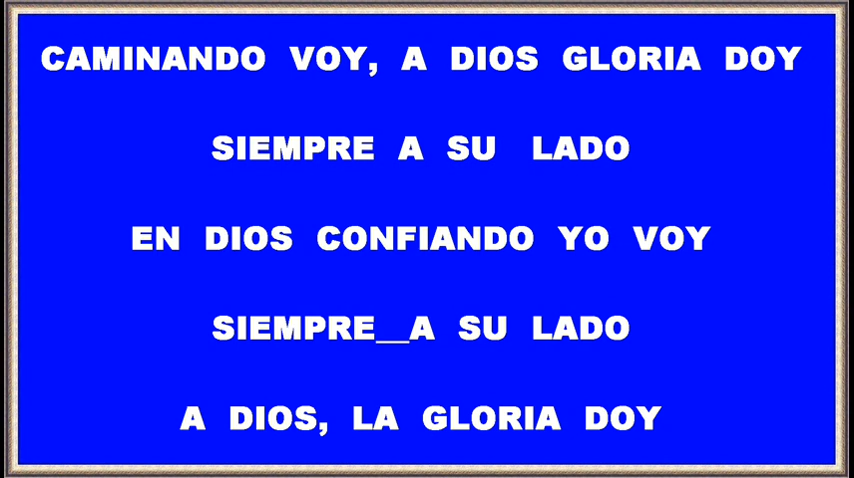 CAMINANDO VOY, A DIOS GLORIA DOY
SIEMPRE A SU LADO
EN DIOS CONFIANDO YO VOY
SIEMPRE__A SU LADO
A DIOS, LA GLORIA DOY